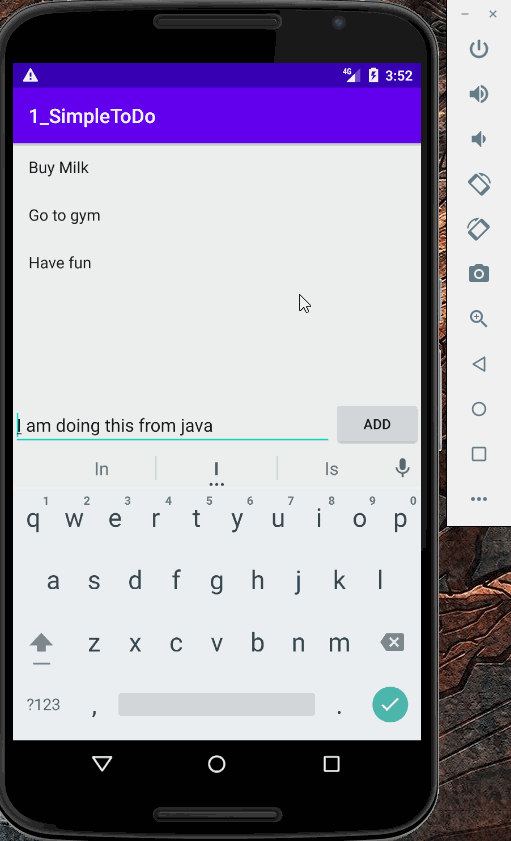 4G 3:52
1_SimpleToDo
Buy Milk
Go to gym
Have fun
I am doing this from java ADD
In I Is
1 2 3 4 5 6 7 8 9 0
q w e r t y u i o p
a s d f g h j k l
z x c v b n m
?123 , .